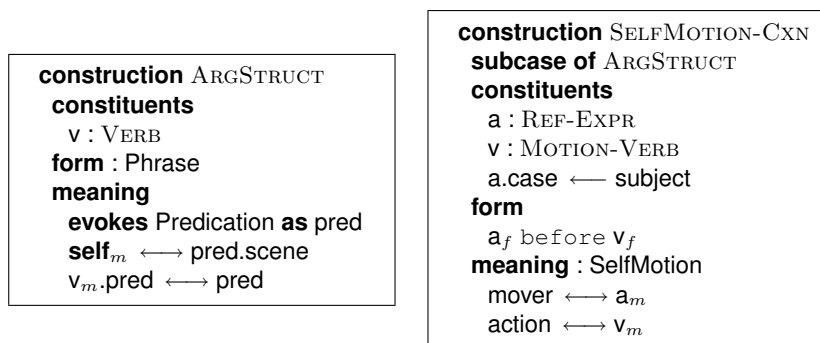 construction ARGSTRUCT
constituents
v : VERB
form : Phrase
meaning
evokes Predication as pred
selfₘ ⟷ pred.scene
vₘ.pred ⟷ pred
construction SELFMOTION-CXN
subcase of ARGSTRUCT
constituents
a : REF-EXPR
v : MOTION-VERB
a.case ⟵ subject
form
a_f before v_f
meaning : SelfMotion
mover ⟷ aₘ
action ⟷ vₘ